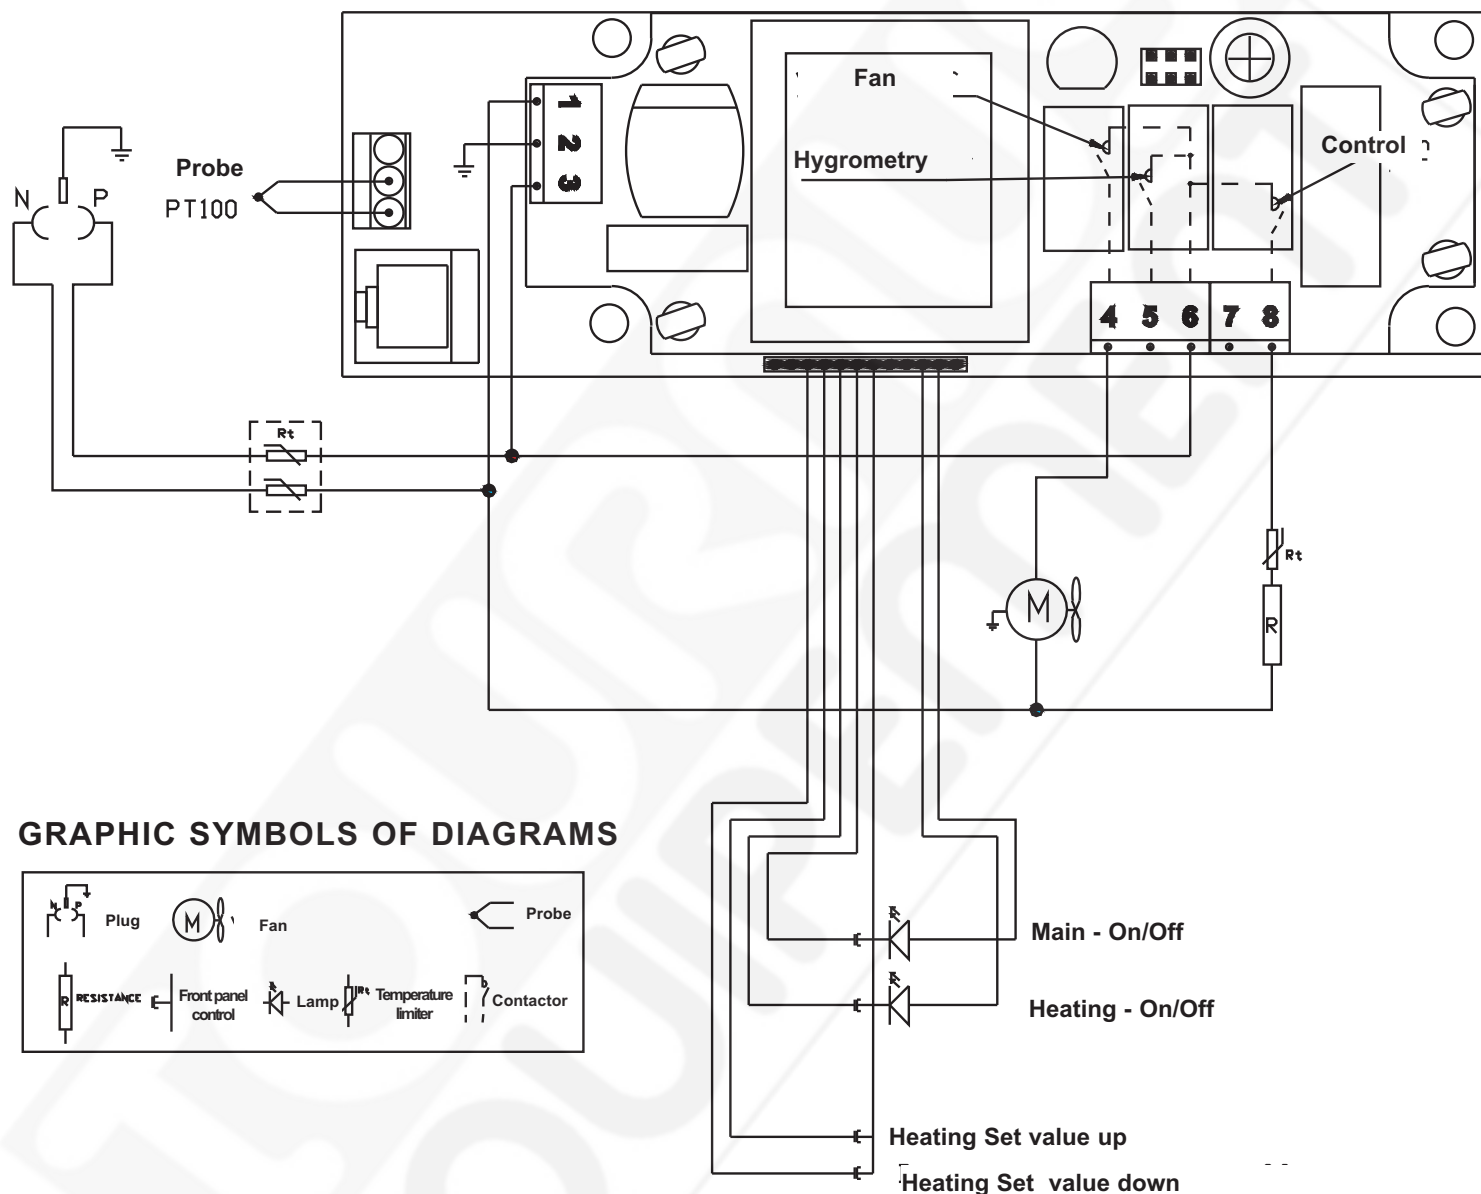 Fan
Hygrometry
Control
Probe
PT100
N P
1
2
3
4 5 6 7 8
Rt
Rt
M
R
GRAPHIC SYMBOLS OF DIAGRAMS
N P
Plug
M
Fan
Probe
R
RESISTANCE
Front panel
control
Lamp
Rt
Temperature
limiter
Contactor
Main - On/Off
Heating - On/Off
Heating Set value up
Heating Set value down